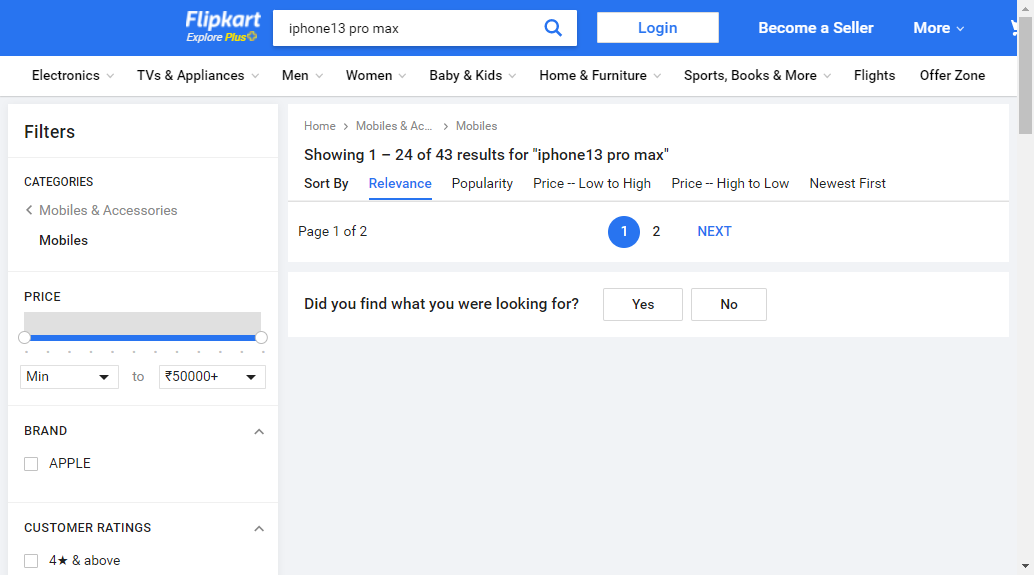 Flipkart
Explore Plus
iphone13 pro max
Login
Become a Seller
More
Electronics
TVs & Appliances
Men
Women
Baby & Kids
Home & Furniture
Sports, Books & More
Flights
Offer Zone
Filters
CATEGORIES
Mobiles & Accessories
Mobiles
PRICE
Min
to
₹50000+
BRAND
APPLE
CUSTOMER RATINGS
4★ & above
Home
Mobiles & Ac...
Mobiles
Showing 1 – 24 of 43 results for "iphone13 pro max"
Sort By
Relevance
Popularity
Price -- Low to High
Price -- High to Low
Newest First
Page 1 of 2
1
2
NEXT
Did you find what you were looking for?
Yes
No